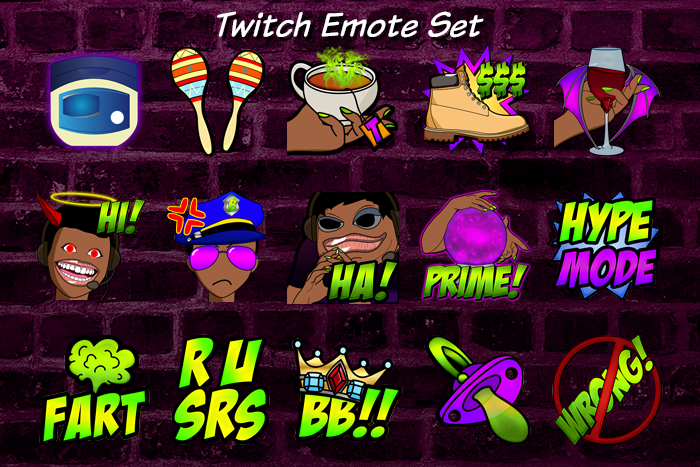 Twitch Emote Set
$$$
T
HI!
B
HA!
PRIME!
HYPE
MODE
FART
R U
SRS
BB!!
WRONG!